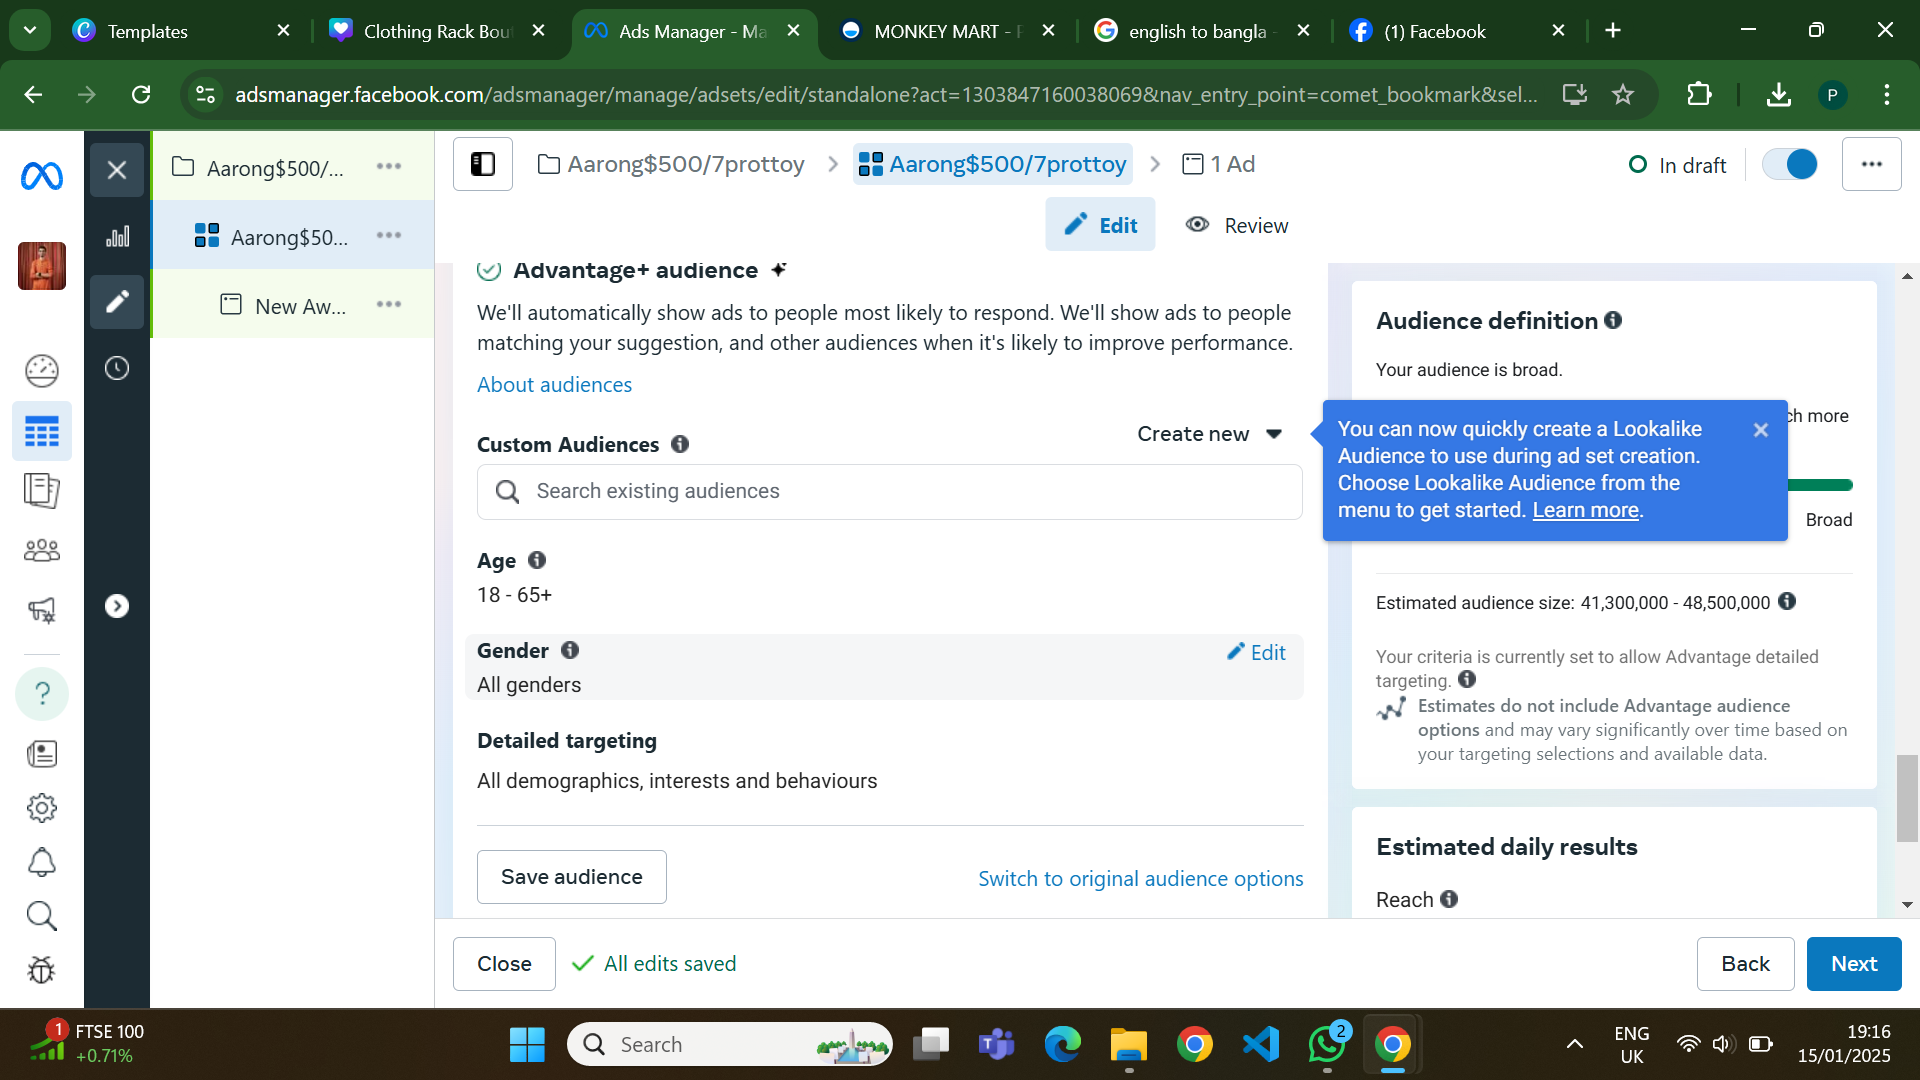 Templates
Clothing Rack Bout
Ads Manager - Ma
MONKEY MART - P
english to bangla -
(1) Facebook
adsmanager.facebook.com/adsmanager/manage/adsets/edit/standalone?act=1303847160038069&nav_entry_point=comet_bookmark&sel...
P
Aarong$500/...
Aarong$50...
New Aw...
Aarong$500/7prottoy
Aarong$500/7prottoy
1 Ad
In draft
Edit
Review
Advantage+ audience
We'll automatically show ads to people most likely to respond. We'll show ads to people
matching your suggestion, and other audiences when it's likely to improve performance.
About audiences
Custom Audiences
Create new
Search existing audiences
Age
18 - 65+
Gender
Edit
All genders
Detailed targeting
All demographics, interests and behaviours
Save audience
Switch to original audience options
Close
All edits saved
Back
Next
Audience definition
Your audience is broad.
ch more
You can now quickly create a Lookalike
Audience to use during ad set creation.
Choose Lookalike Audience from the
menu to get started. Learn more.
Broad
Estimated audience size: 41,300,000 - 48,500,000
Your criteria is currently set to allow Advantage detailed
targeting.
Estimates do not include Advantage audience
options and may vary significantly over time based on
your targeting selections and available data.
Estimated daily results
Reach
1
FTSE 100
+0.71%
Search
2
ENG
UK
19:16
15/01/2025